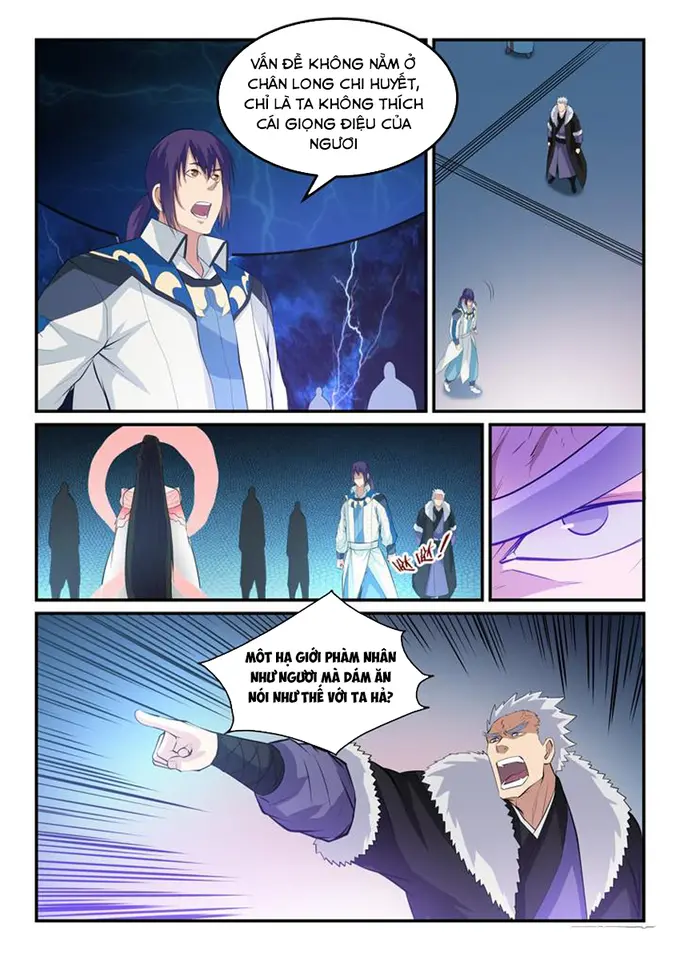 VẤN ĐỀ KHÔNG NẰM Ở
CHÂN LONG CHI HUYẾT,
CHỈ LÀ TA KHÔNG THÍCH
CÁI GIỌNG ĐIỆU CỦA
NGƯƠI
MÔT HẠ GIỚI PHÀM NHÂN
NHƯ NGƯƠI MÀ DÁM ĂN
NÓI NHƯ THẾ VỚI TA HẢ?